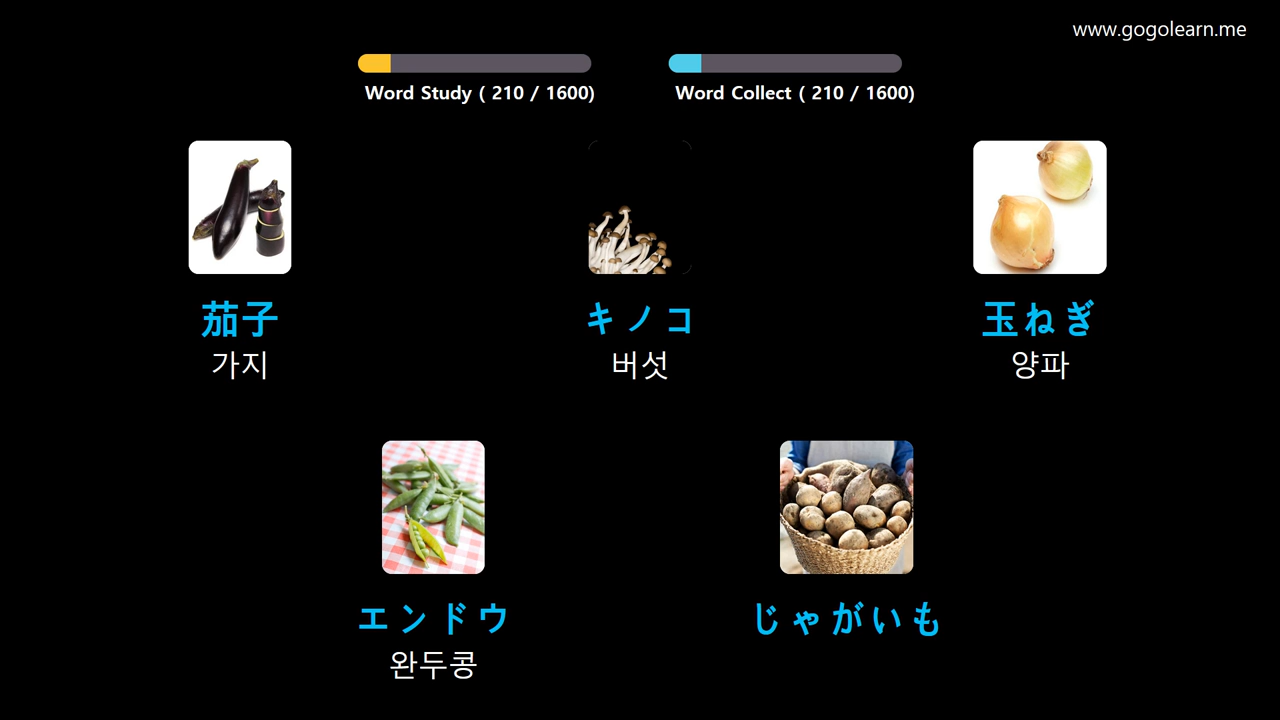 www.gogolearn.me
Word Study ( 210 / 1600)
Word Collect ( 210 / 1600)
茄子
가지
キノコ
버섯
玉ねぎ
양파
エンドウ
완두콩
じゃがいも